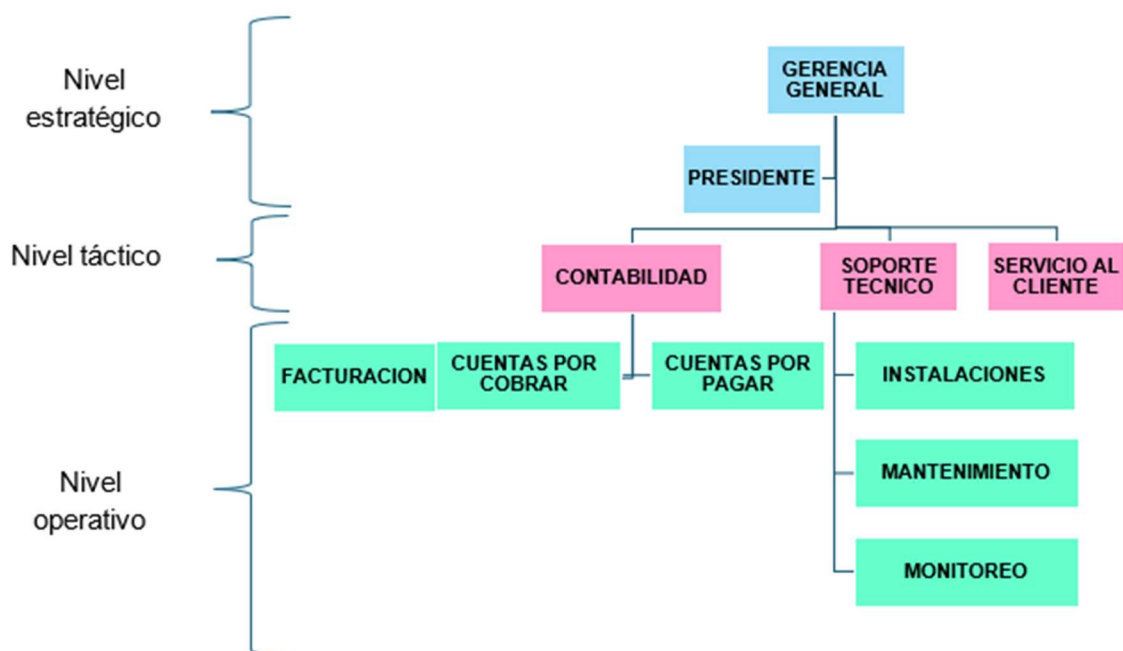 Nivel
estratégico
GERENCIA
GENERAL
PRESIDENTE
Nivel táctico
CONTABILIDAD
SOPORTE
TECNICO
SERVICIO AL
CLIENTE
Nivel
operativo
FACTURACION
CUENTAS POR
COBRAR
CUENTAS POR
PAGAR
INSTALACIONES
MANTENIMIENTO
MONITOREO